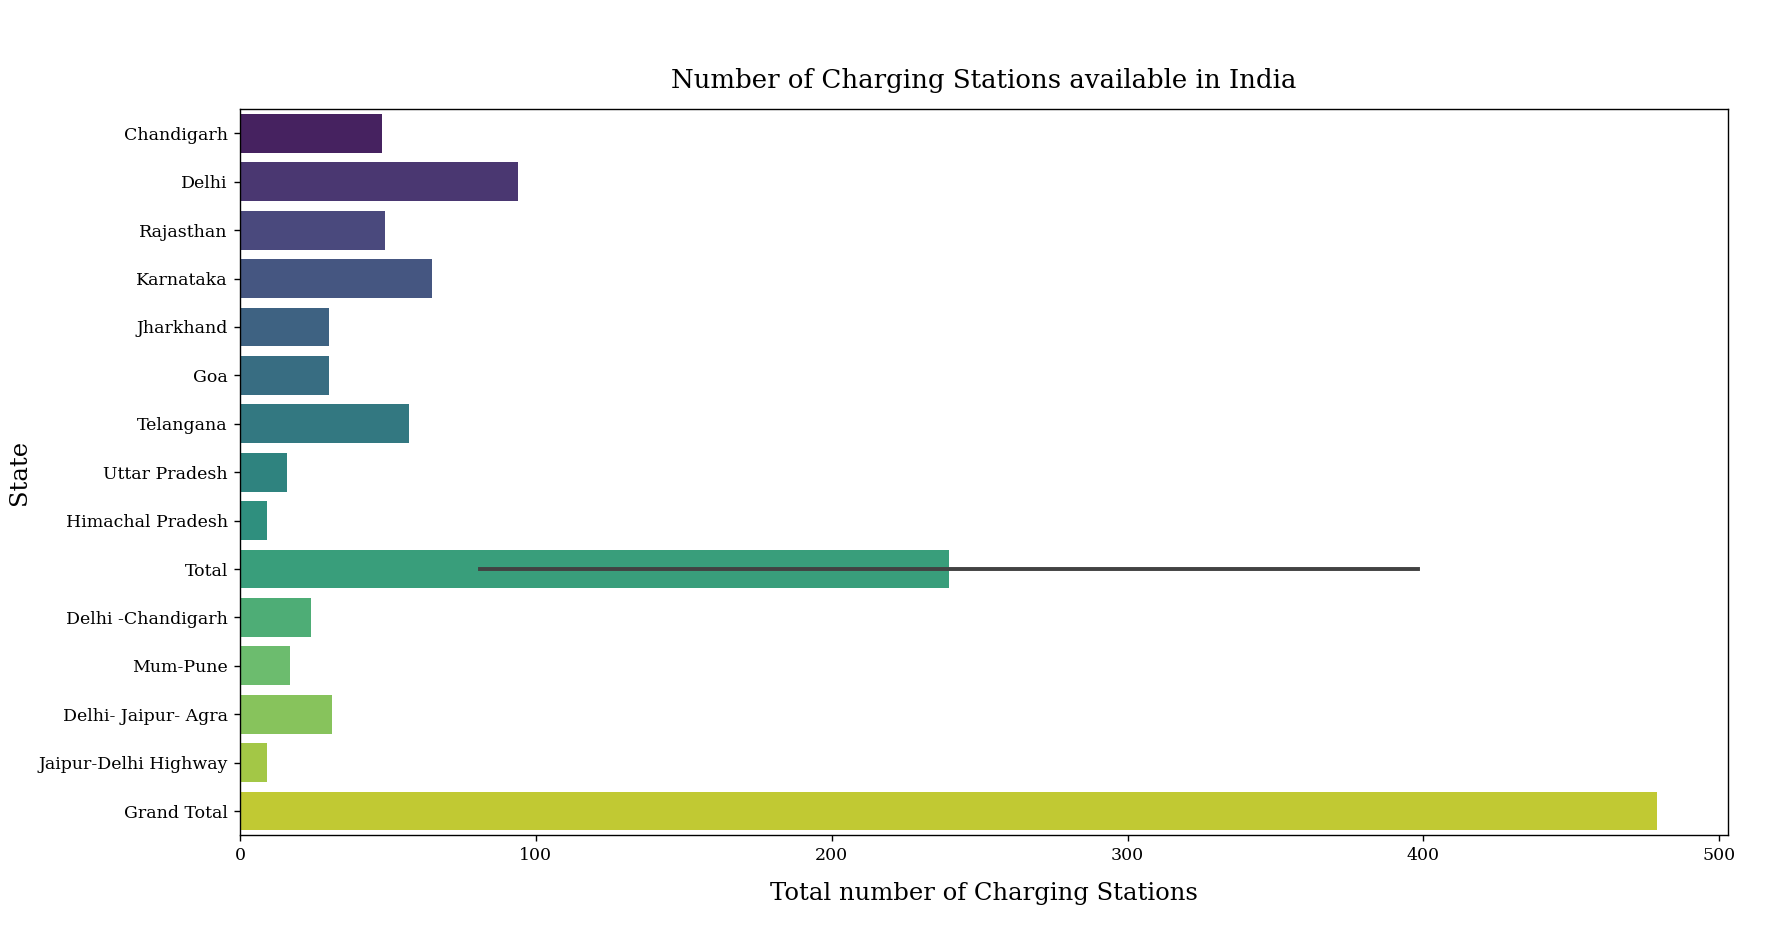 Number of Charging Stations available in India
State
Chandigarh
Delhi
Rajasthan
Karnataka
Jharkhand
Goa
Telangana
Uttar Pradesh
Himachal Pradesh
Total
Delhi -Chandigarh
Mum-Pune
Delhi- Jaipur- Agra
Jaipur-Delhi Highway
Grand Total
0 100 200 300 400 500
Total number of Charging Stations